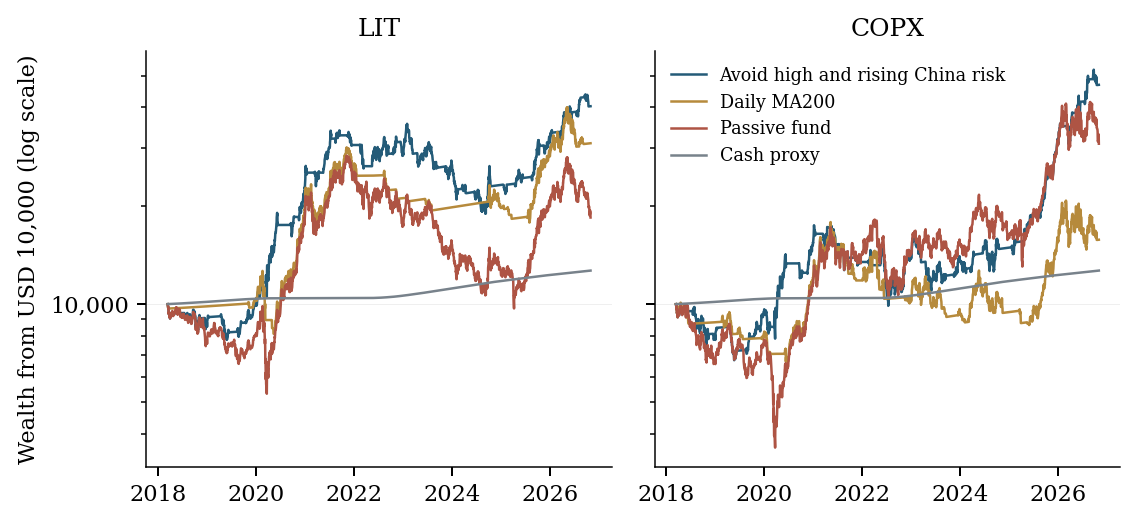 LIT
COPX
Wealth from USD 10,000 (log scale)
10,000
Avoid high and rising China risk
Daily MA200
Passive fund
Cash proxy
2018 2020 2022 2024 2026
2018 2020 2022 2024 2026